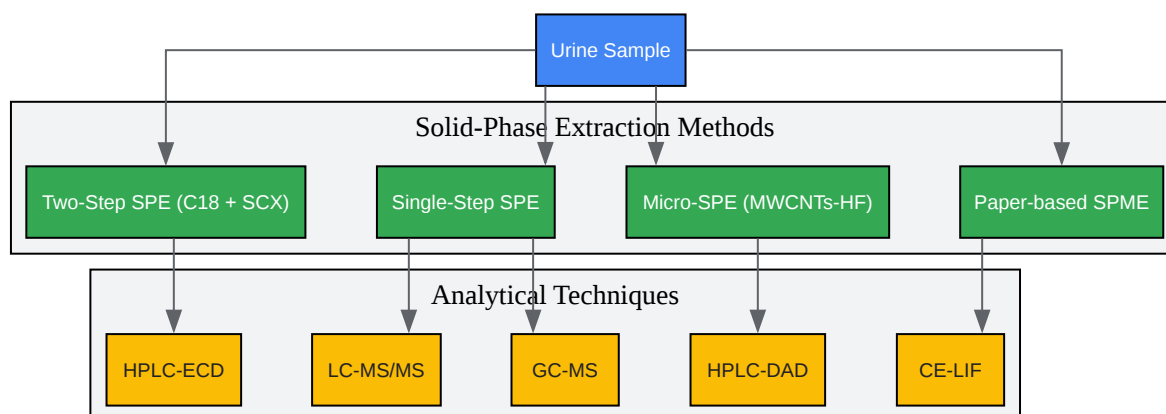 Urine Sample
Solid-Phase Extraction Methods
Two-Step SPE (C18 + SCX)
Single-Step SPE
Micro-SPE (MWCNTs-HF)
Paper-based SPME
Analytical Techniques
HPLC-ECD
LC-MS/MS
GC-MS
HPLC-DAD
CE-LIF